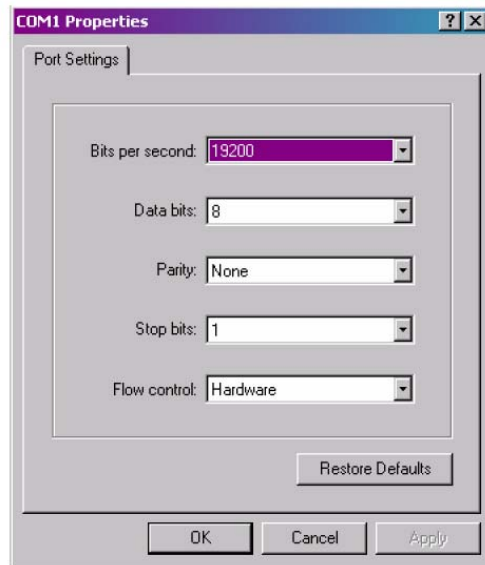 COM1 Properties
Port Settings
Bits per second: 19200
Data bits: 8
Parity: None
Stop bits: 1
Flow control: Hardware
Restore Defaults
OK Cancel Apply